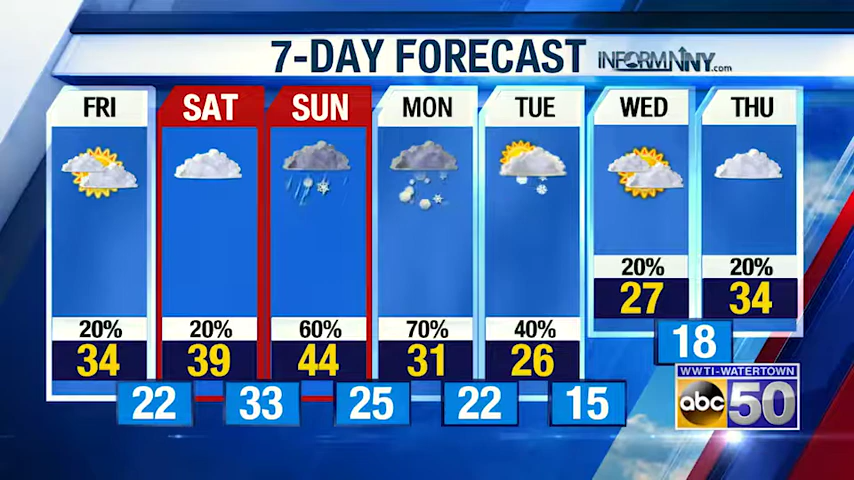 7-DAY FORECAST INFORMNNY.com
FRI SAT SUN MON TUE WED THU
20% 20%
27 34
20% 20% 60% 70% 40%
34 39 44 31 26
18
22 33 25 22 15
WWTI-WATERTOWN
abc 50